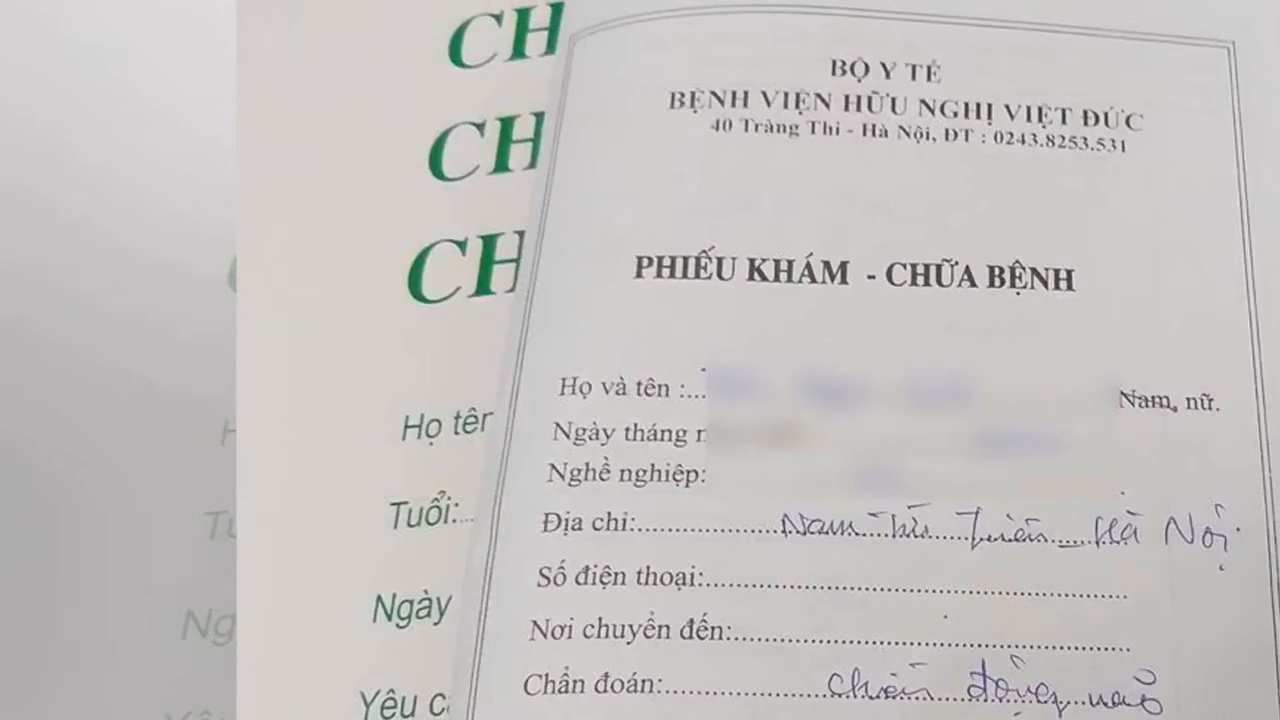 CH
CH
CH
Họ tên
Tuổi:...
Ngày
Yêu c
BỘ Y TẾ
BỆNH VIỆN HỮU NGHỊ VIỆT ĐỨC
40 Tràng Thi - Hà Nội, ĐT : 0243.8253.531
PHIẾU KHÁM - CHỮA BỆNH
Họ và tên :... Nam, nữ.
Ngày tháng n
Nghề nghiệp:
Địa chỉ:.......... Nam Từ Liêm - Hà Nội
Số điện thoại:..........
Nơi chuyển đến:..........
Chẩn đoán:.......... chấn động não